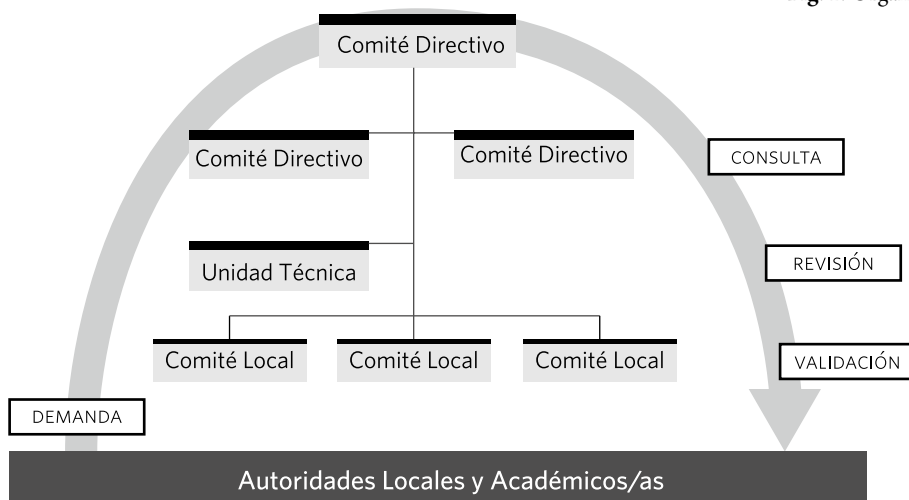 Comité Directivo
Comité Directivo
Comité Directivo
CONSULTA
Unidad Técnica
REVISIÓN
Comité Local
Comité Local
Comité Local
VALIDACIÓN
DEMANDA
Autoridades Locales y Académicos/as